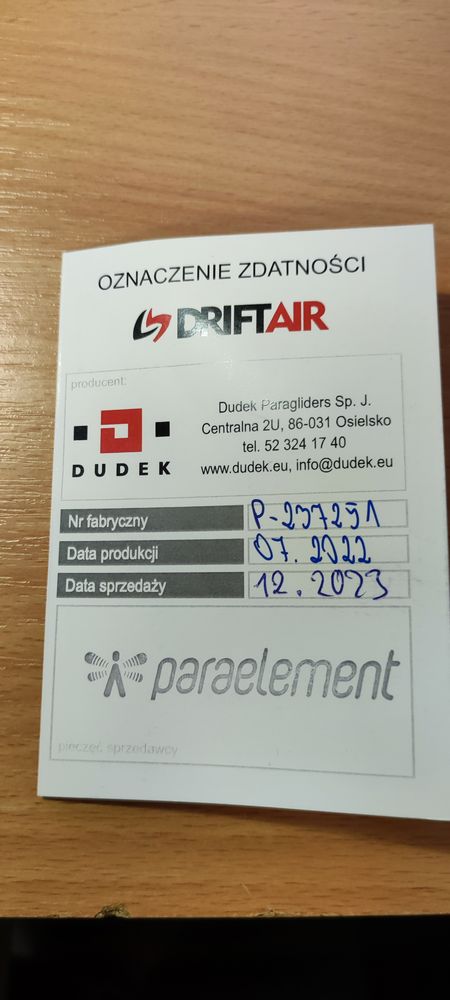 OZNACZENIE ZDATNOŚCI
DRIFTAIR
producent:
DUDEK
Dudek Paragliders Sp. J.
Centralna 2U, 86-031 Osielsko
tel. 52 324 17 40
www.dudek.eu, info@dudek.eu
Nr fabryczny P-237291
Data produkcji 07.2022
Data sprzedaży 12.2023
paraelement
pieczęć sprzedawcy